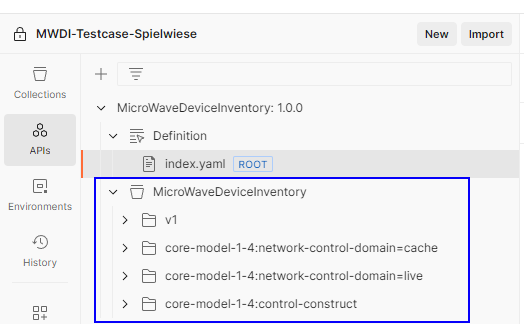 MWDI-Testcase-Spielwiese
New
Import
Collections
APIs
Environments
History
MicroWaveDeviceInventory: 1.0.0
Definition
index.yaml ROOT
MicroWaveDeviceInventory
v1
core-model-1-4:network-control-domain=cache
core-model-1-4:network-control-domain=live
core-model-1-4:control-construct